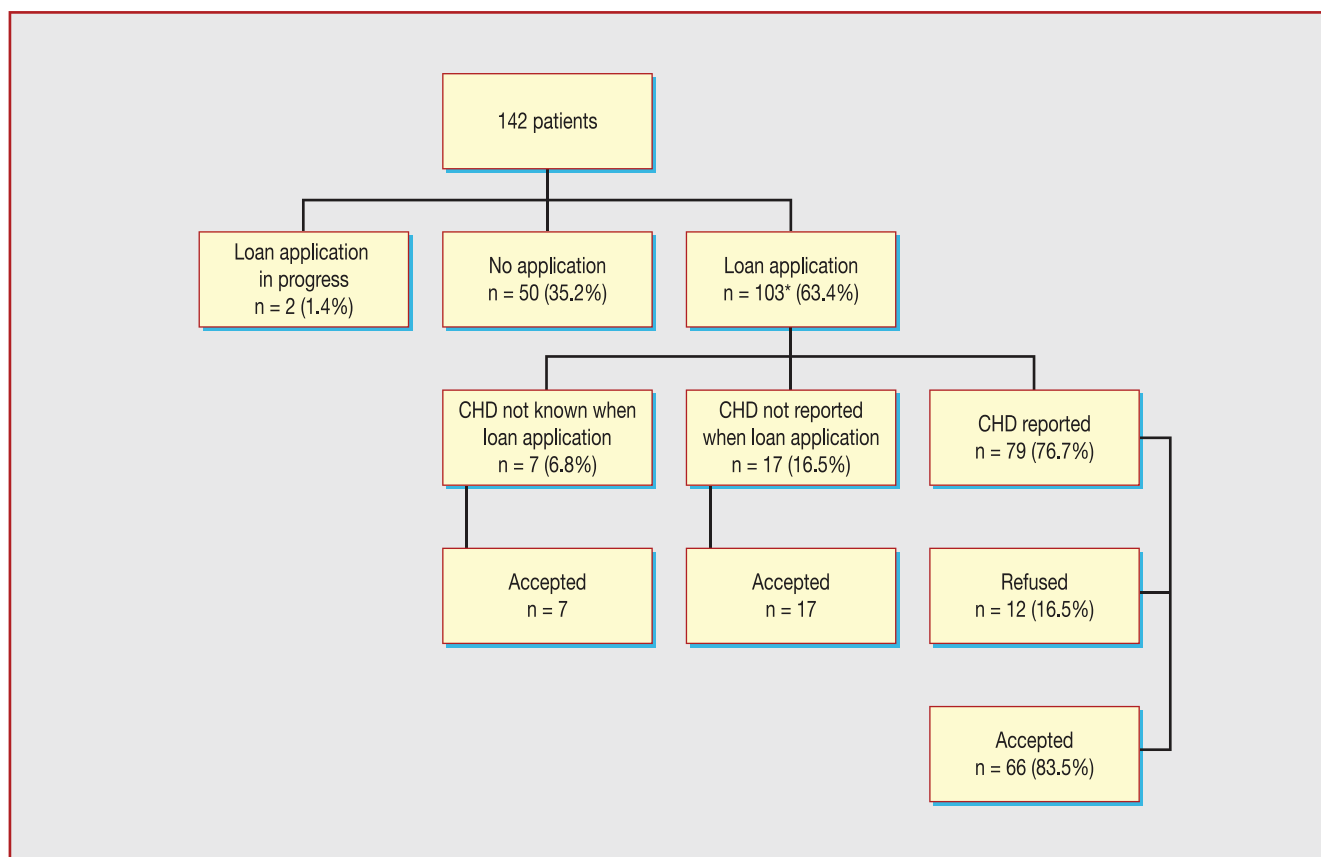 142 patients
Loan application
in progress
n = 2 (1.4%)
No application
n = 50 (35.2%)
Loan application
n = 103* (63.4%)
CHD not known when
loan application
n = 7 (6.8%)
CHD not reported
when loan application
n = 17 (16.5%)
CHD reported
n = 79 (76.7%)
Accepted
n = 7
Accepted
n = 17
Refused
n = 12 (16.5%)
Accepted
n = 66 (83.5%)